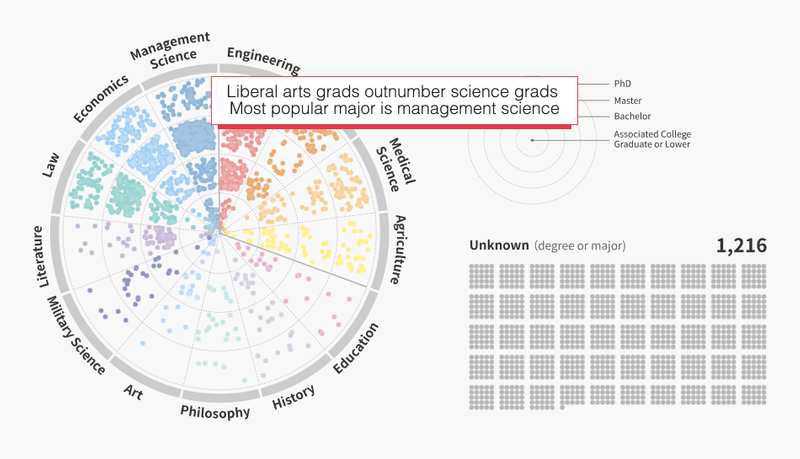 Management
Science
Engineering
Economics
Liberal arts grads outnumber science grads
Most popular major is management science
PhD
Master
Bachelor
Associated College
Graduate or Lower
Law
Medical
Science
Literature
Agriculture
Unknown (degree or major) 1,216
Military Science
Education
Art
History
Philosophy